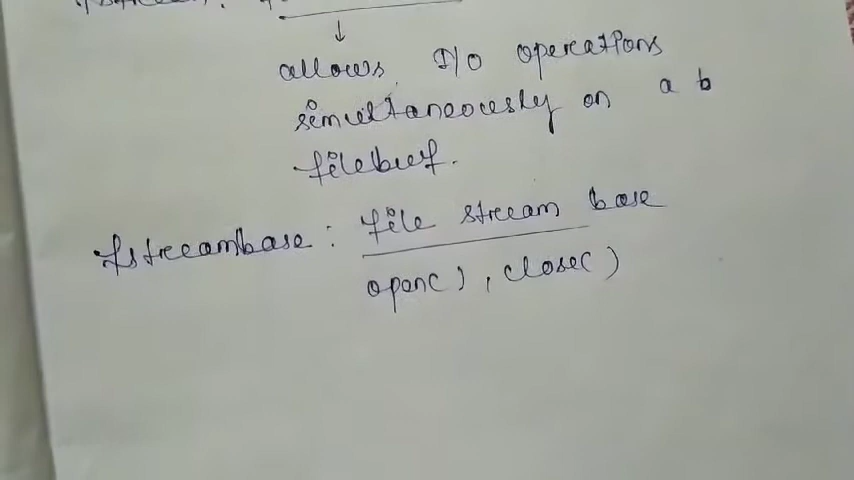 allows I/O operations
simultaneously on a b
filebuf.
fstreambase : file stream base
open( ) , close( )